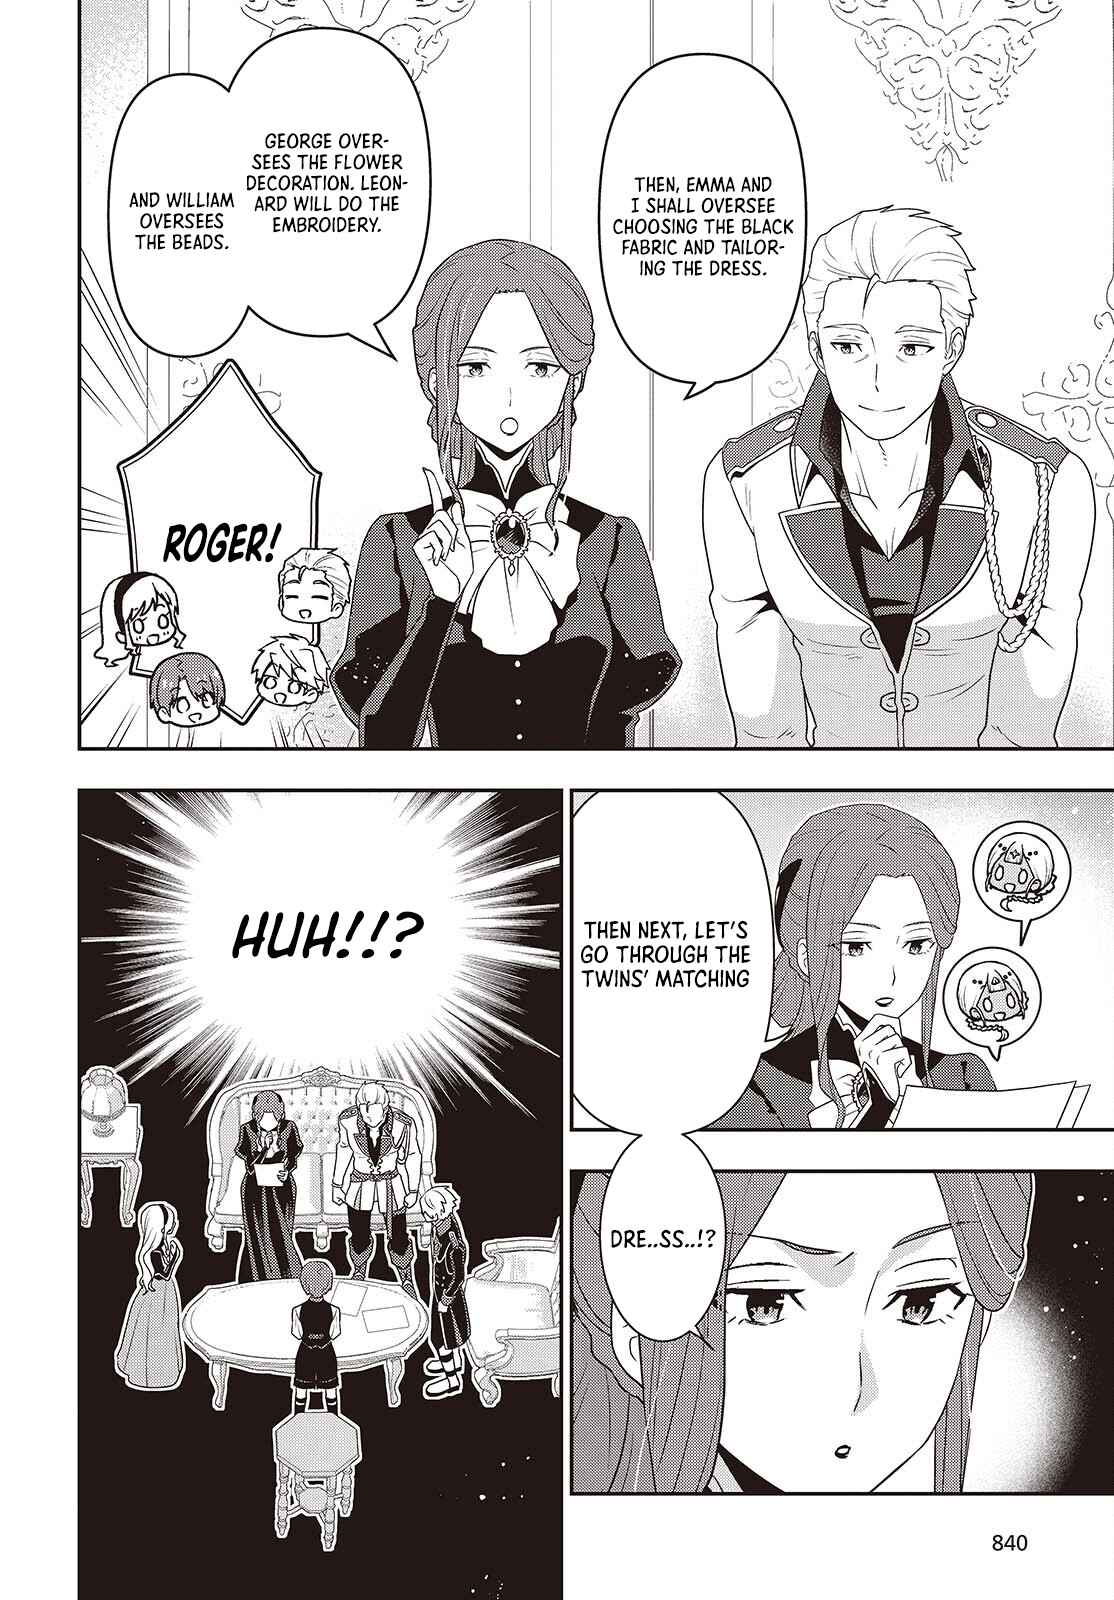 THEN, EMMA AND
I SHALL OVERSEE
CHOOSING THE BLACK
FABRIC AND TAILOR-
ING THE DRESS.
GEORGE OVER-
SEES THE FLOWER
DECORATION. LEON-
ARD WILL DO THE
EMBROIDERY.
AND WILLIAM
OVERSEES
THE BEADS.
ROGER!
THEN NEXT, LET'S
GO THROUGH THE
TWINS' MATCHING
DRE..SS..!?
HUH!!?
840